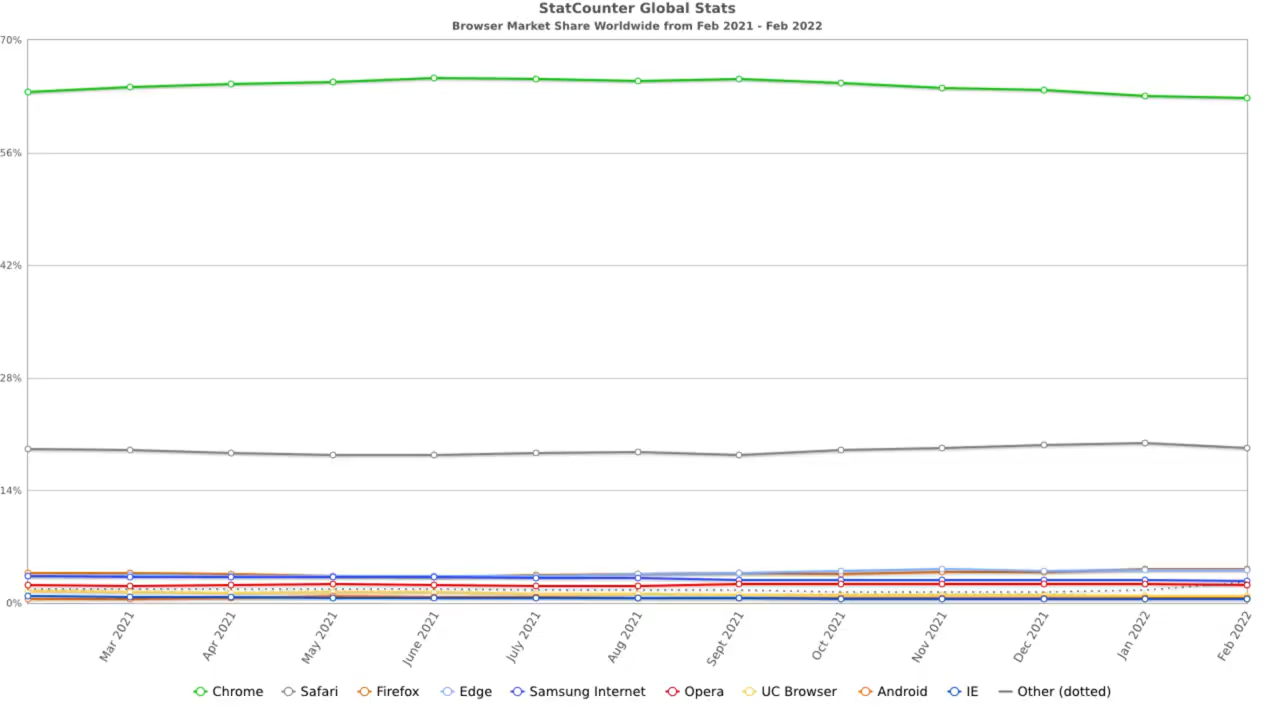 StatCounter Global Stats
Browser Market Share Worldwide from Feb 2021 - Feb 2022
70%
56%
42%
28%
14%
0%
Mar 2021 Apr 2021 May 2021 June 2021 July 2021 Aug 2021 Sept 2021 Oct 2021 Nov 2021 Dec 2021 Jan 2022 Feb 2022
Chrome Safari Firefox Edge Samsung Internet Opera UC Browser Android IE Other (dotted)